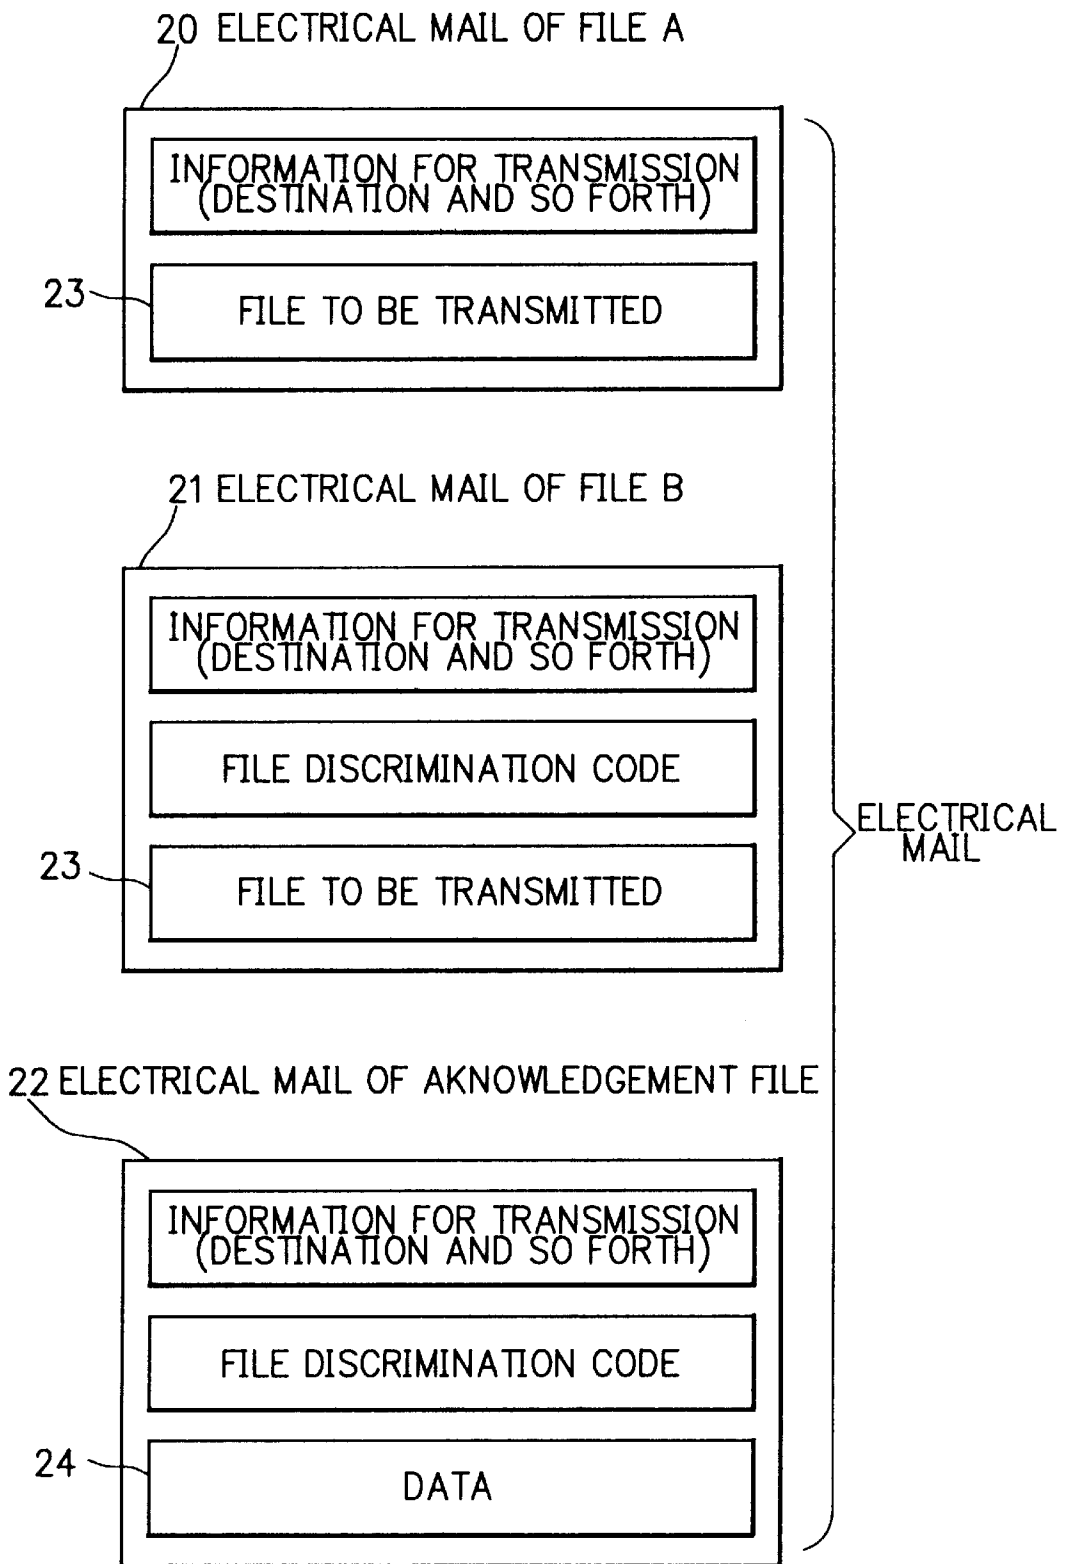 20 ELECTRICAL MAIL OF FILE A
INFORMATION FOR TRANSMISSION
(DESTINATION AND SO FORTH)
23
FILE TO BE TRANSMITTED
21 ELECTRICAL MAIL OF FILE B
INFORMATION FOR TRANSMISSION
(DESTINATION AND SO FORTH)
FILE DISCRIMINATION CODE
ELECTRICAL
MAIL
23
FILE TO BE TRANSMITTED
22 ELECTRICAL MAIL OF AKNOWLEDGEMENT FILE
INFORMATION FOR TRANSMISSION
(DESTINATION AND SO FORTH)
FILE DISCRIMINATION CODE
24
DATA